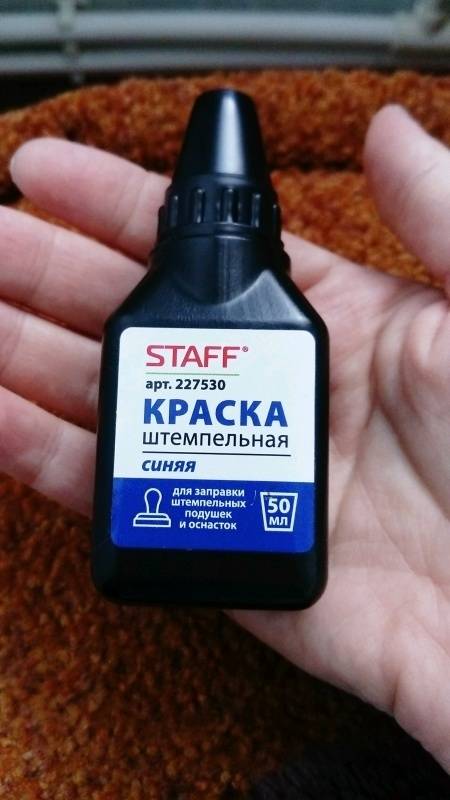 STAFF®
арт. 227530
КРАСКА
штемпельная
синяя
для заправки
штемпельных
подушек
и оснасток
50
мл